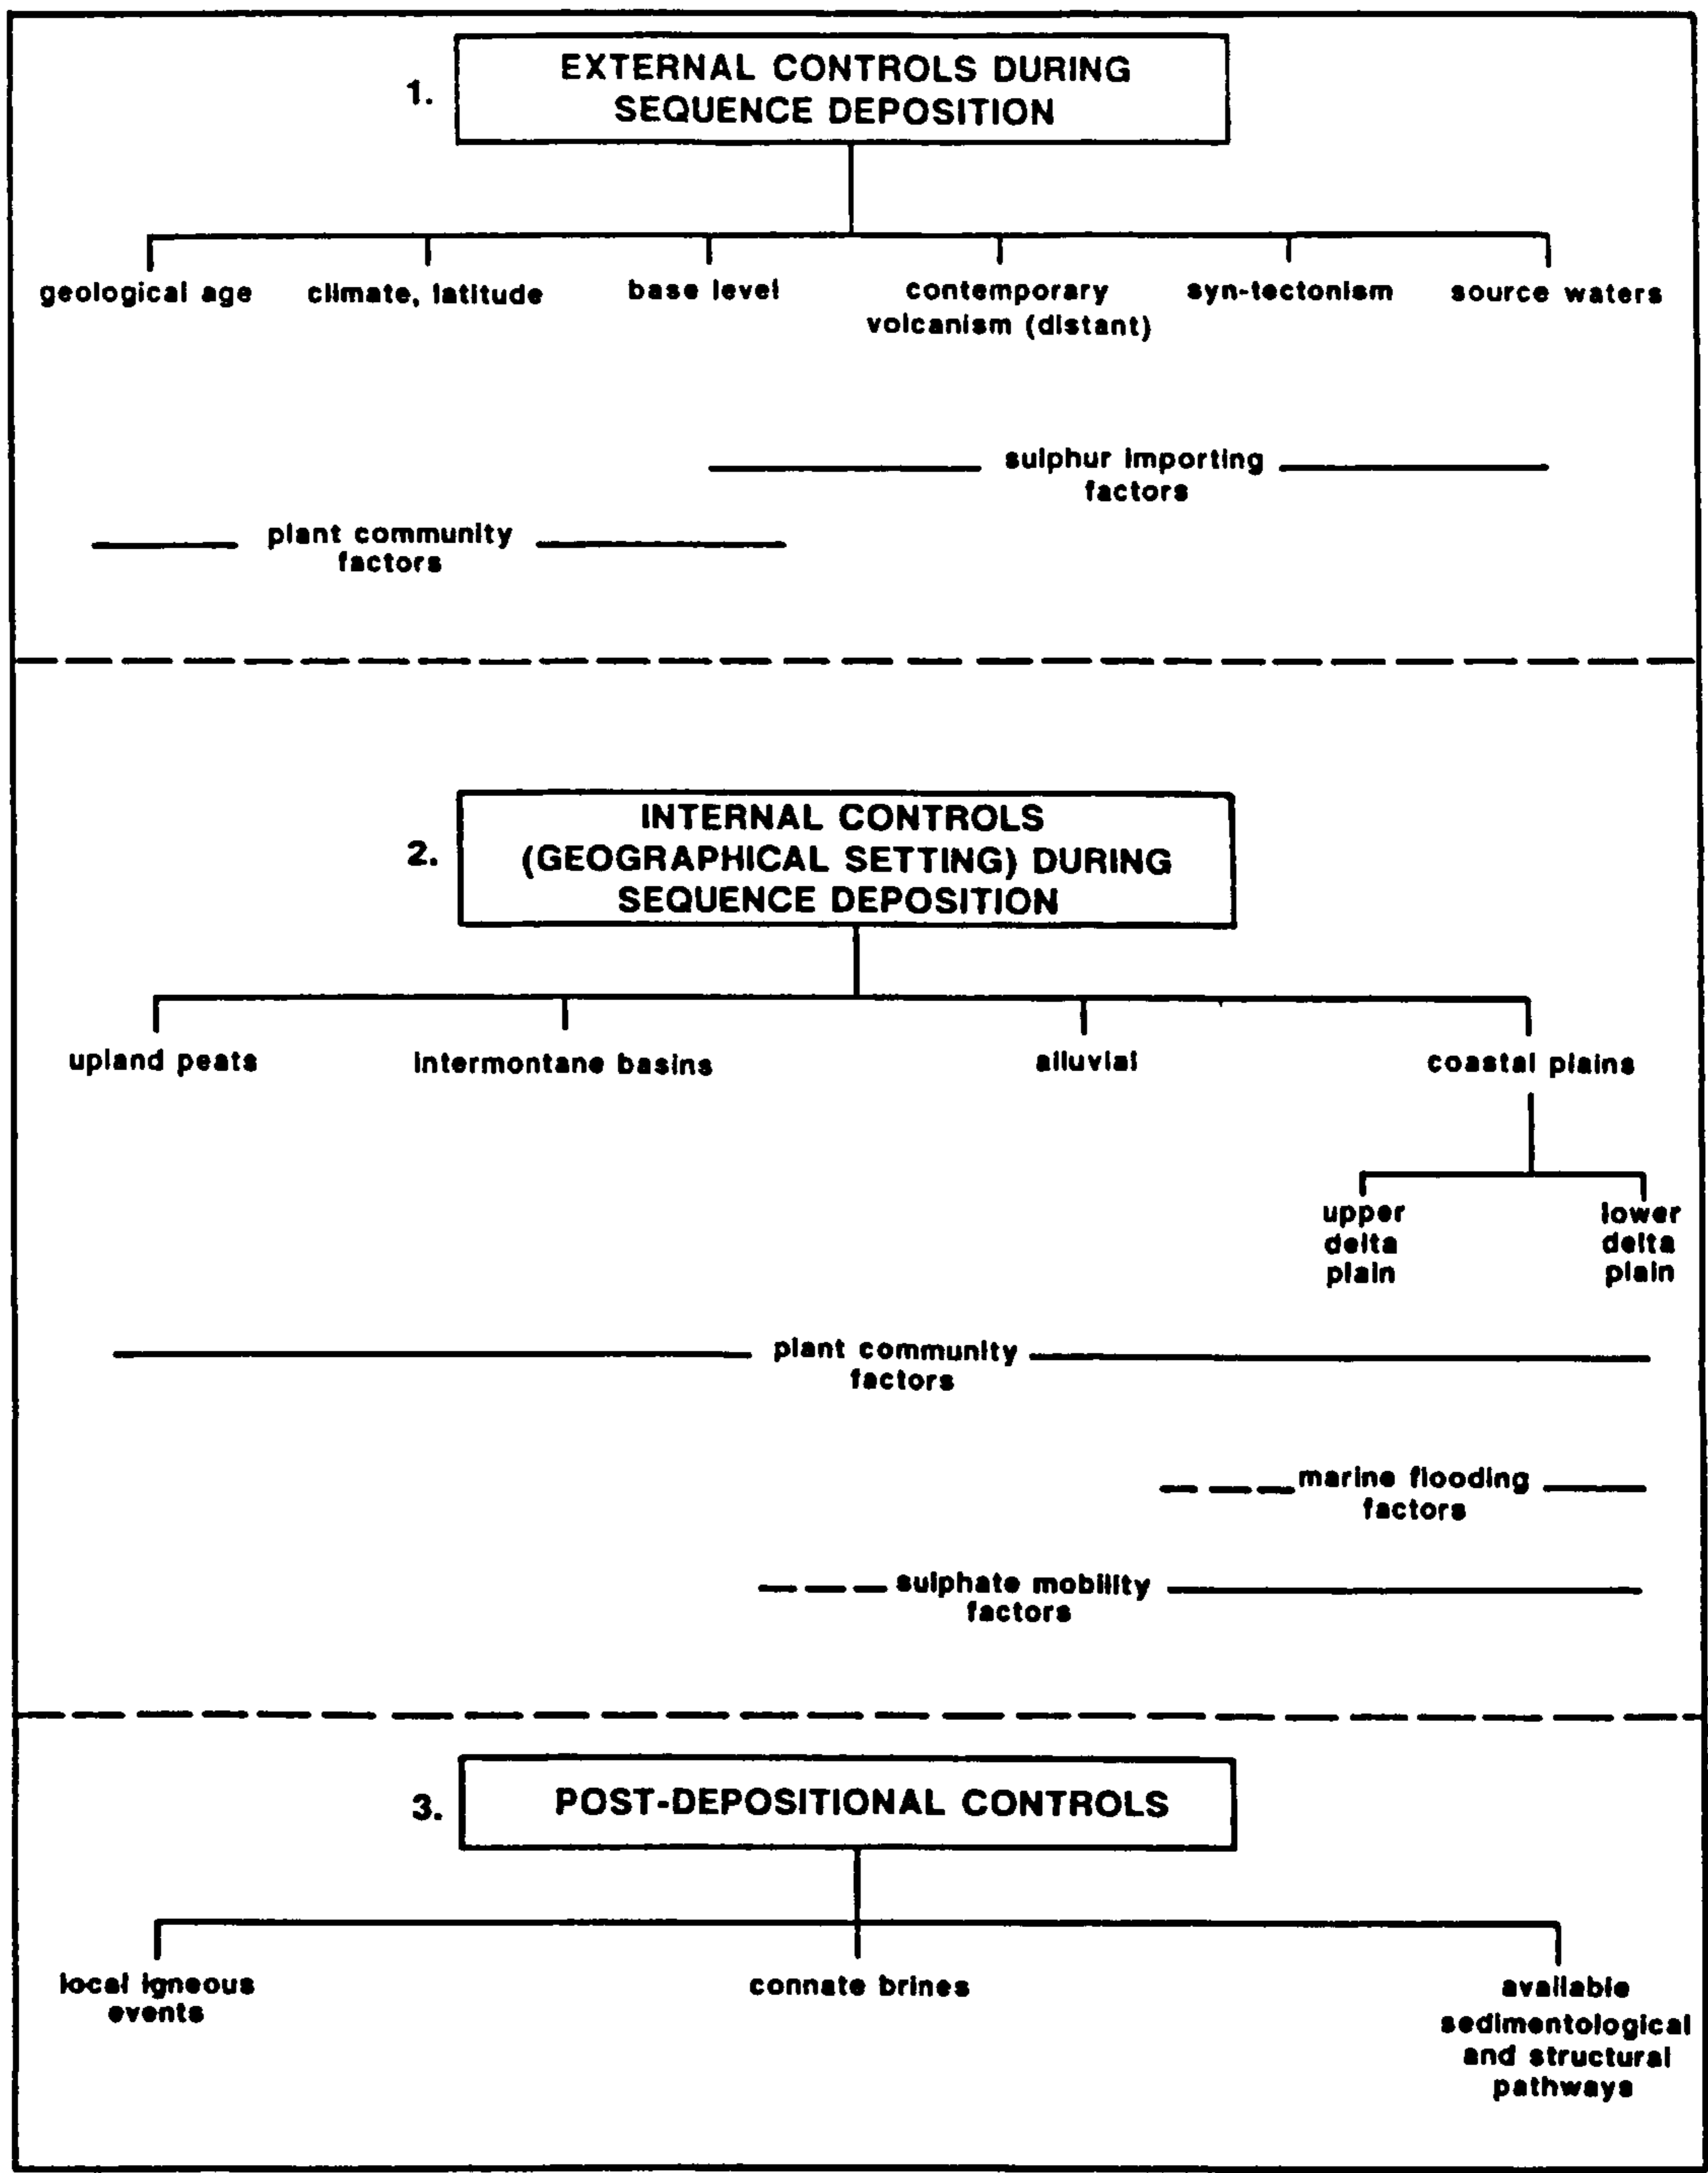 1.
EXTERNAL CONTROLS DURING
SEQUENCE DEPOSITION
geological age
climate, latitude
base level
contemporary
volcanism (distant)
syn-tectonism
source waters
sulphur importing
factors
plant community
factors
2.
INTERNAL CONTROLS
(GEOGRAPHICAL SETTING) DURING
SEQUENCE DEPOSITION
upland peats
intermontane basins
alluvial
coastal plains
upper
delta
plain
lower
delta
plain
plant community
factors
marine flooding
factors
sulphate mobility
factors
3.
POST-DEPOSITIONAL CONTROLS
local igneous
events
connate brines
available
sedimentological
and structural
pathways